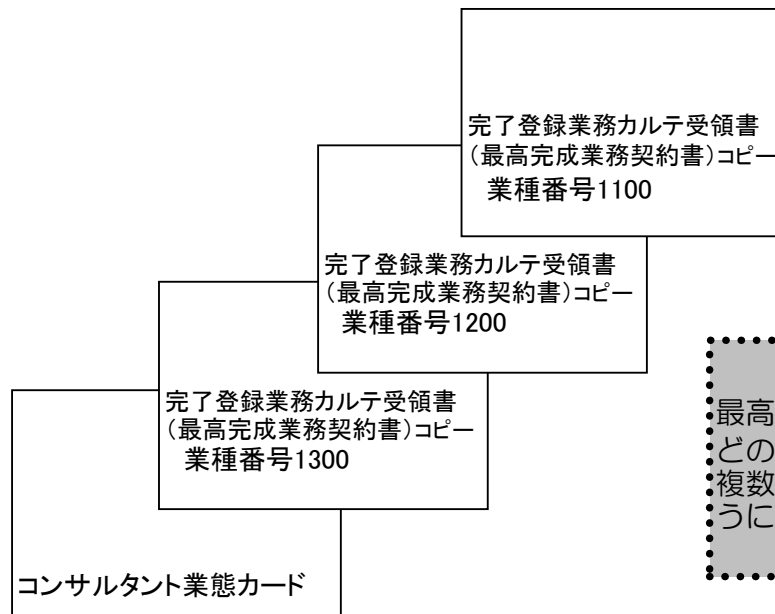 完了登録業務カルテ受領書
（最高完成業務契約書）コピー
業種番号1100
完了登録業務カルテ受領書
（最高完成業務契約書）コピー
業種番号1200
完了登録業務カルテ受領書
（最高完成業務契約書）コピー
業種番号1300
コンサルタント業態カード
最高
どの
複数
うに